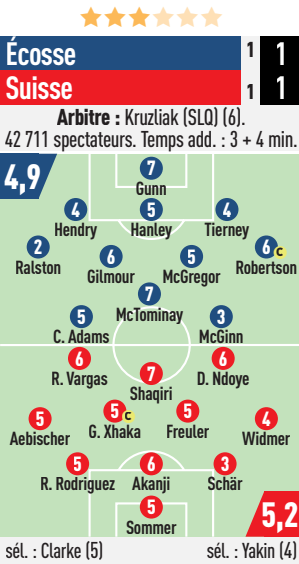 Écosse 1 1
Suisse 1 1
Arbitre : Kruzliak (SLQ) (6).
42 711 spectateurs. Temps add. : 3 + 4 min.
4,9
7
Gunn
4 5 4
Hendry Hanley Tierney
2 6 5 6 C
Ralston Gilmour McGregor Robertson
7
McTominay
5 3
C. Adams McGinn
6 7 6
R. Vargas Shaqiri D. Ndoye
5 5 C 5 4
Aebischer G. Xhaka Freuler Widmer
5 6 3
R. Rodriguez Akanji Schär
5
Sommer
5,2
sél. : Clarke (5) sél. : Yakin (4)